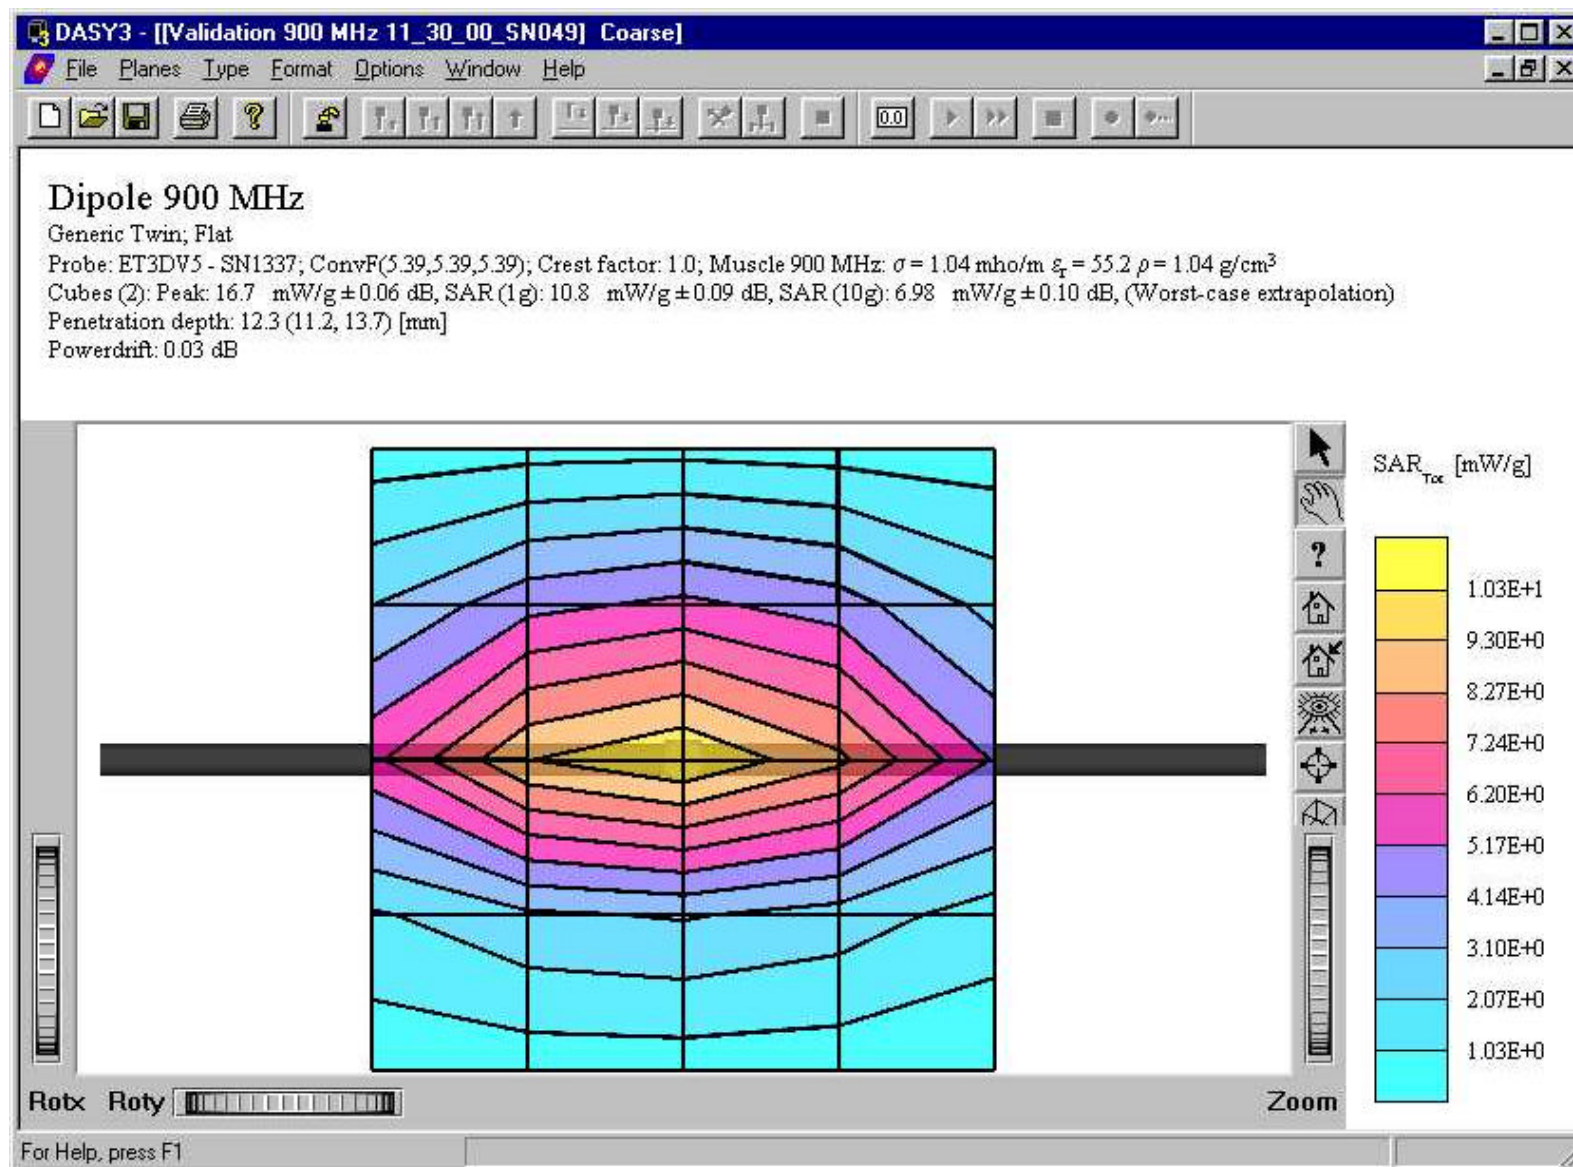 DASY3 - [[Validation 900 MHz 11_30_00_SN049] Coarse]
File Planes Type Format Options Window Help
0.0
Dipole 900 MHz
Generic Twin; Flat
Probe: ET3DV5 - SN1337; ConvF(5.39,5.39,5.39); Crest factor: 1.0; Muscle 900 MHz: σ = 1.04 mho/m εr = 55.2 ρ = 1.04 g/cm³
Cubes (2): Peak: 16.7 mW/g ± 0.06 dB, SAR (1g): 10.8 mW/g ± 0.09 dB, SAR (10g): 6.98 mW/g ± 0.10 dB, (Worst-case extrapolation)
Penetration depth: 12.3 (11.2, 13.7) [mm]
Powerdrift: 0.03 dB
SARTot [mW/g]
1.03E+1
9.30E+0
8.27E+0
7.24E+0
6.20E+0
5.17E+0
4.14E+0
3.10E+0
2.07E+0
1.03E+0
Rotx Roty Zoom
For Help, press F1